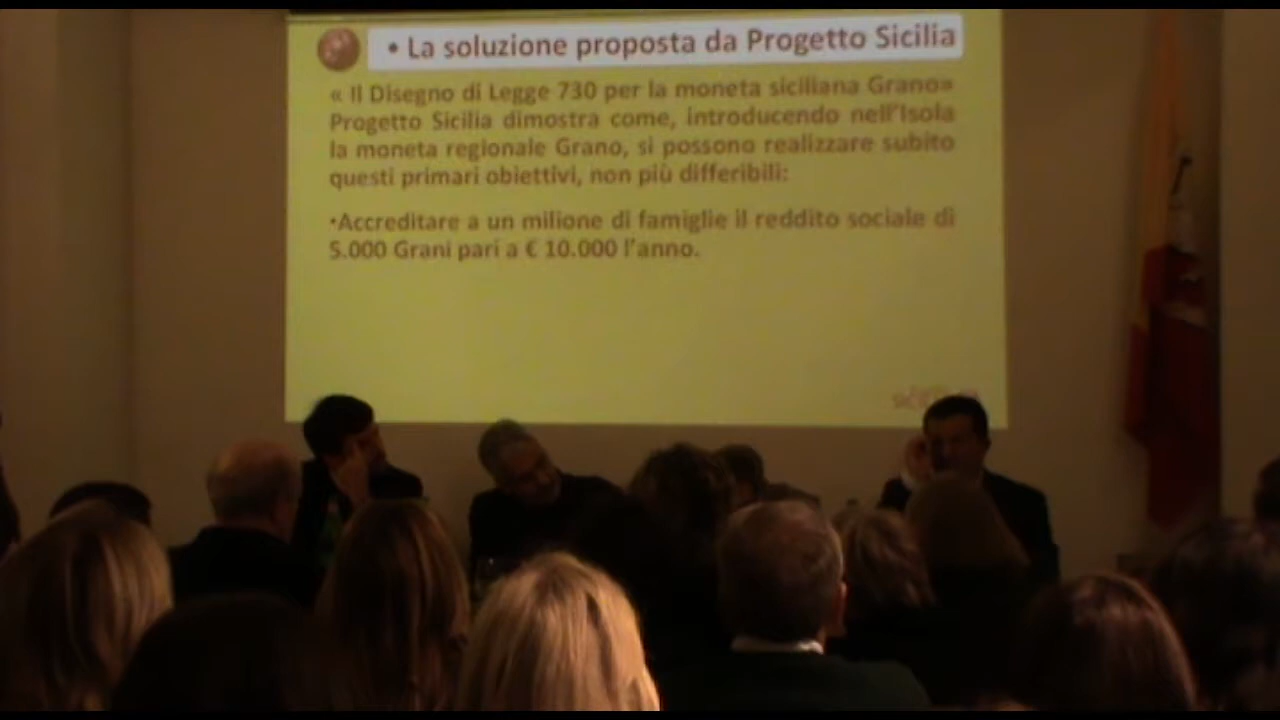 • La soluzione proposta da Progetto Sicilia
« Il Disegno di Legge 730 per la moneta siciliana Grano»
Progetto Sicilia dimostra come, introducendo nell'Isola
la moneta regionale Grano, si possono realizzare subito
questi primari obiettivi, non più differibili:
•Accreditare a un milione di famiglie il reddito sociale di
5.000 Grani pari a € 10.000 l'anno.